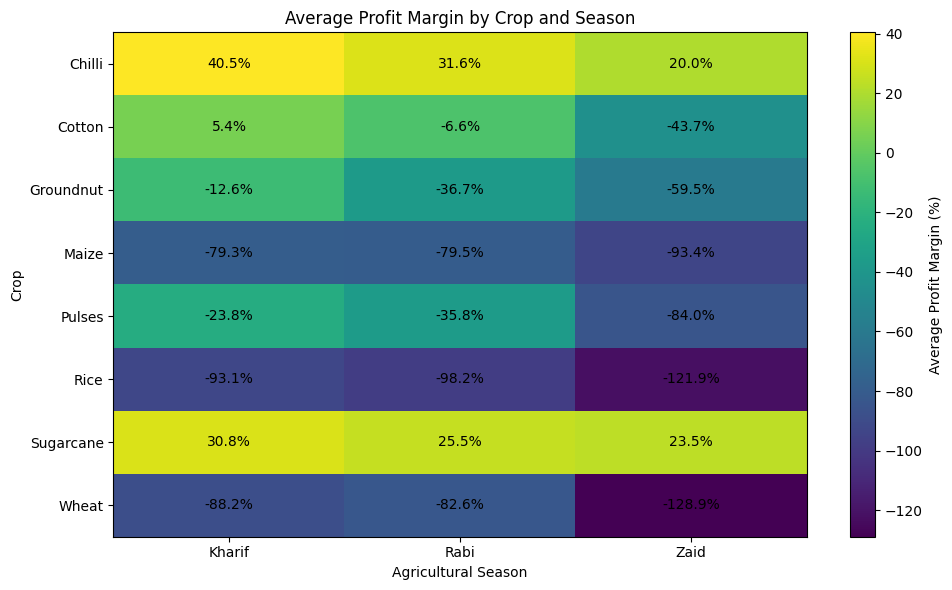 Average Profit Margin by Crop and Season
Chilli 40.5% 31.6% 20.0%
Cotton 5.4% -6.6% -43.7%
Groundnut -12.6% -36.7% -59.5%
Maize -79.3% -79.5% -93.4%
Pulses -23.8% -35.8% -84.0%
Rice -93.1% -98.2% -121.9%
Sugarcane 30.8% 25.5% 23.5%
Wheat -88.2% -82.6% -128.9%
Kharif Rabi Zaid
Agricultural Season
Crop
40
20
0
−20
−40
−60
−80
−100
−120
Average Profit Margin (%)